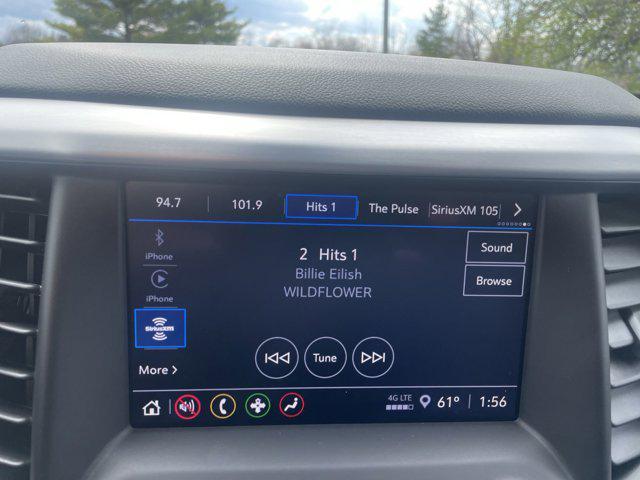 94.7 101.9 Hits 1 The Pulse SiriusXM 105
iPhone
iPhone
SiriusXM
More
2 Hits 1
Billie Eilish
WILDFLOWER
Sound
Browse
Tune
4G LTE
61° 1:56